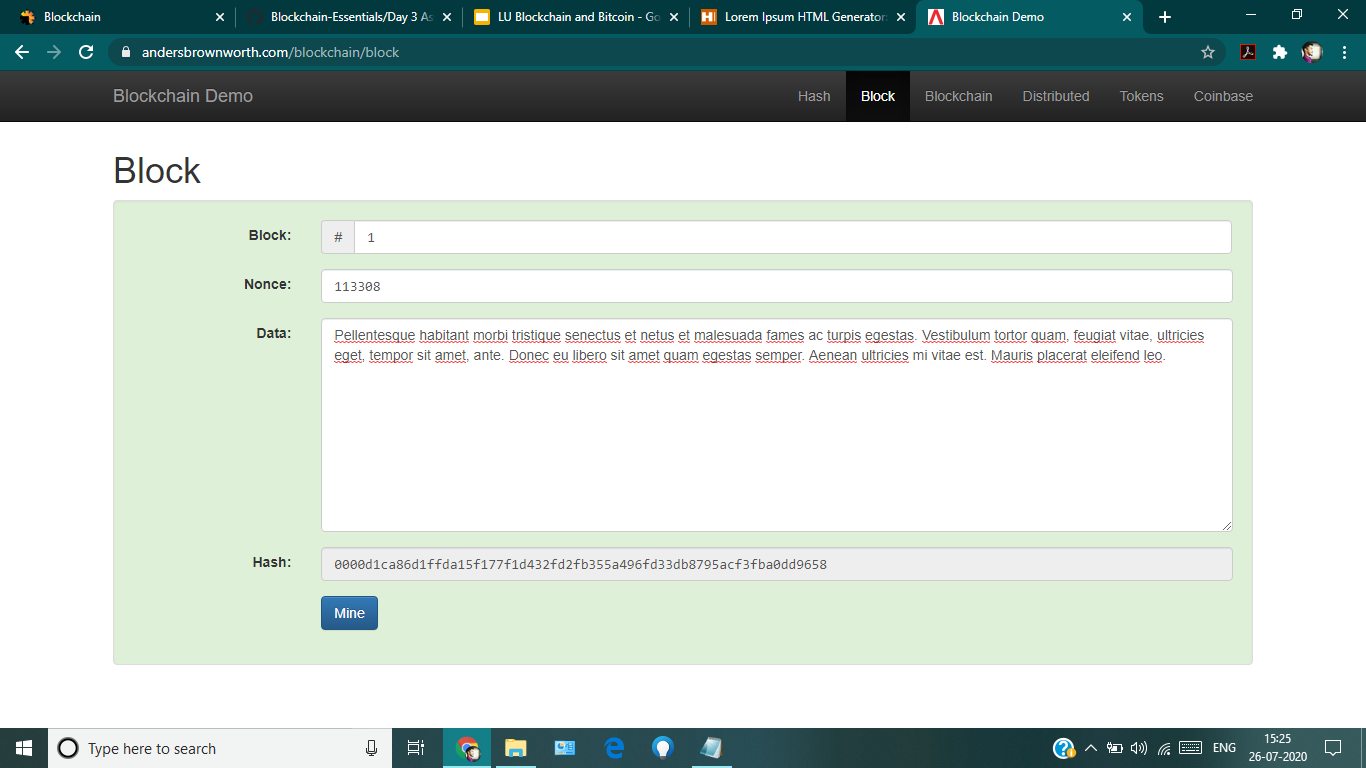 Blockchain
Blockchain-Essentials/Day 3 As
LU Blockchain and Bitcoin - Go
Lorem Ipsum HTML Generator
Blockchain Demo
andersbrownworth.com/blockchain/block
Blockchain Demo
Hash
Block
Blockchain
Distributed
Tokens
Coinbase
Block
Block:
# 1
Nonce:
113308
Data:
Pellentesque habitant morbi tristique senectus et netus et malesuada fames ac turpis egestas. Vestibulum tortor quam, feugiat vitae, ultricies
eget, tempor sit amet, ante. Donec eu libero sit amet quam egestas semper. Aenean ultricies mi vitae est. Mauris placerat eleifend leo.
Hash:
0000d1ca86d1ffda15f177f1d432fd2fb355a496fd33db8795acf3fba0dd9658
Mine
Type here to search
ENG
15:25
26-07-2020